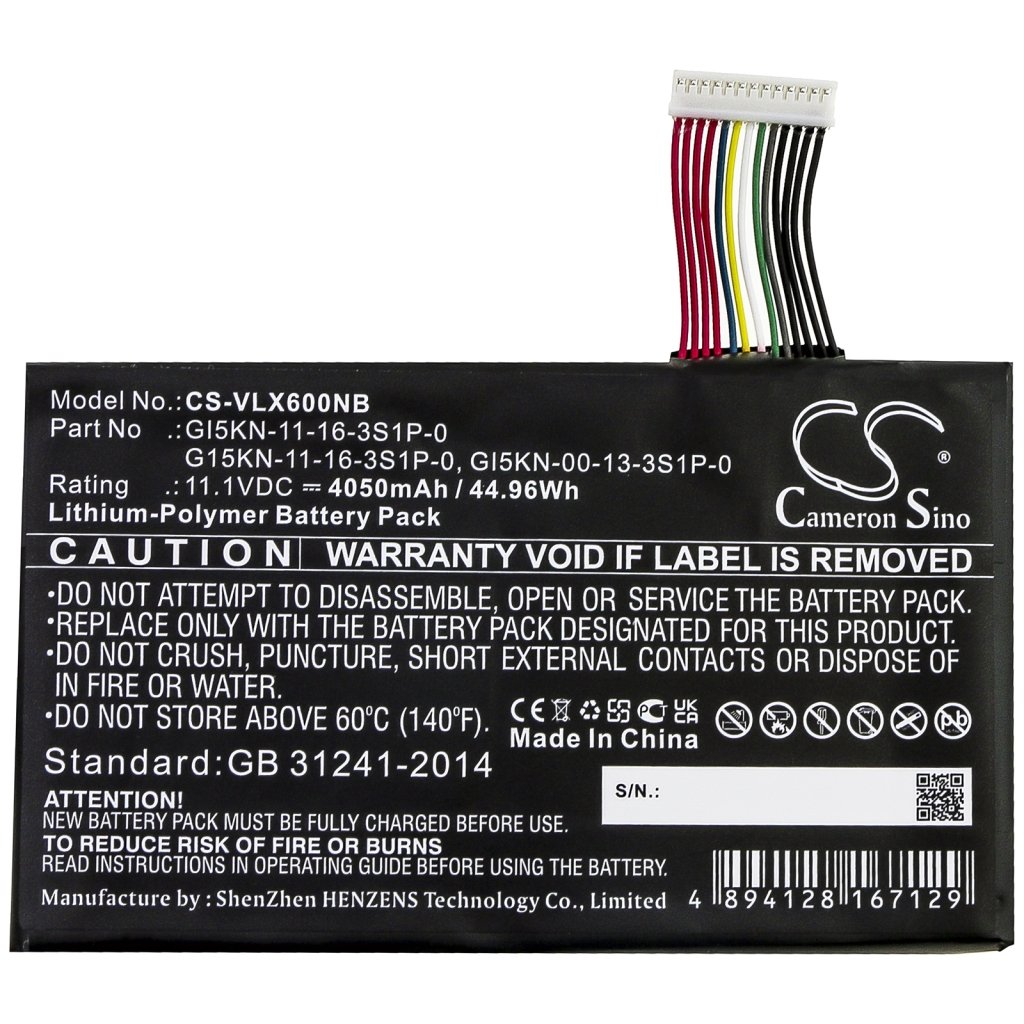 Model No.:CS-VLX600NB
Part No .:GI5KN-11-16-3S1P-0
G15KN-11-16-3S1P-0, GI5KN-00-13-3S1P-0
Rating .:11.1VDC ⎓ 4050mAh / 44.96Wh
Lithium-Polymer Battery Pack
CS ®
Cameron Sino
CAUTION WARRANTY VOID IF LABEL IS REMOVED
•DO NOT ATTEMPT TO DISASSEMBLE, OPEN OR SERVICE THE BATTERY PACK.
•REPLACE ONLY WITH THE BATTERY PACK DESIGNATED FOR THIS PRODUCT.
•DO NOT CRUSH, PUNCTURE, SHORT EXTERNAL CONTACTS OR DISPOSE OF
IN FIRE OR WATER.
•DO NOT STORE ABOVE 60ºC (140ºF).
CE PCT UK CA Pb
Made In China
Standard:GB 31241-2014
S/N.:
ATTENTION!
NEW BATTERY PACK MUST BE FULLY CHARGED BEFORE USE.
TO REDUCE RISK OF FIRE OR BURNS
READ INSTRUCTIONS IN OPERATING GUIDE BEFORE USING THE BATTERY.
Manufacture by : ShenZhen HENZENS Technology Co., Limited
4 894128 167129